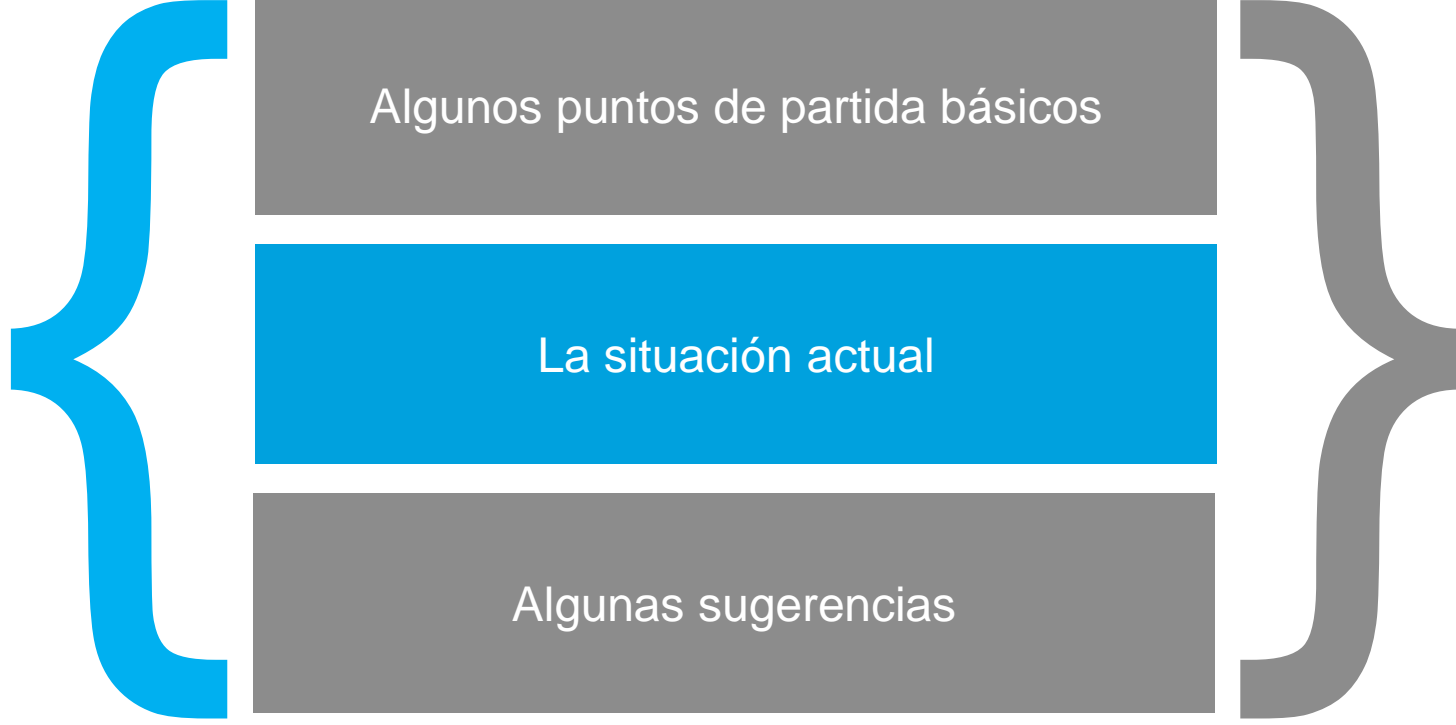 Algunos puntos de partida básicos
La situación actual
Algunas sugerencias